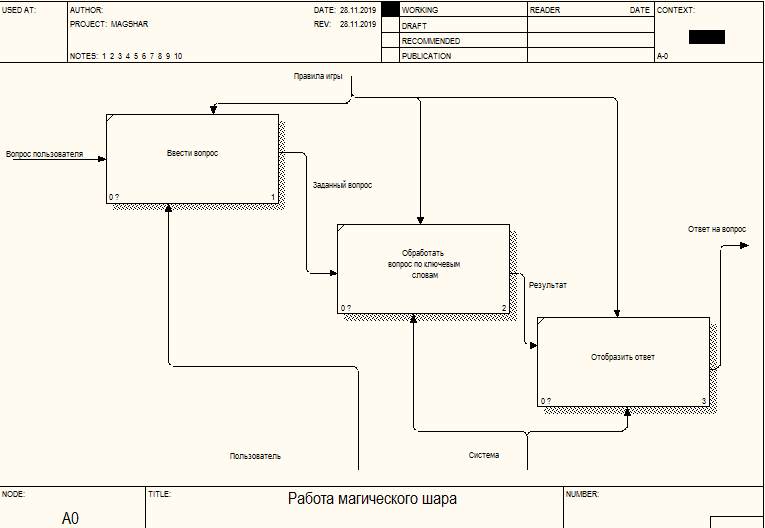 USED AT:
AUTHOR:
DATE: 28.11.2019
WORKING
READER
DATE
CONTEXT:
PROJECT: MAGSHAR
REV: 28.11.2019
DRAFT
RECOMMENDED
NOTES: 1 2 3 4 5 6 7 8 9 10
PUBLICATION
A-0
Правила игры
Вопрос пользователя
Ввести вопрос
0 ?
1
Заданный вопрос
Обработать
вопрос по ключевым
словам
0 ?
2
Ответ на вопрос
Результат
Отобразить ответ
0 ?
3
Пользователь
Система
NODE:
A0
TITLE:
Работа магического шара
NUMBER: